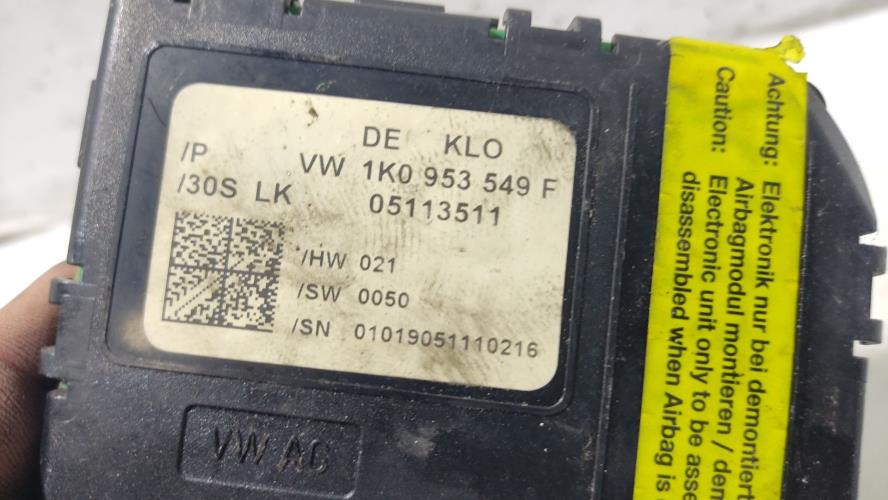 DE KLO
/P VW 1K0 953 549 F
/30S LK 05113511
/HW 021
/SW 0050
/SN 01019051110216
VW AG
Achtung: Elektronik nur bei demontiert
Airbagmodul montieren / dem
Caution: Electronic unit only to be asse
disassembled when Airbag is